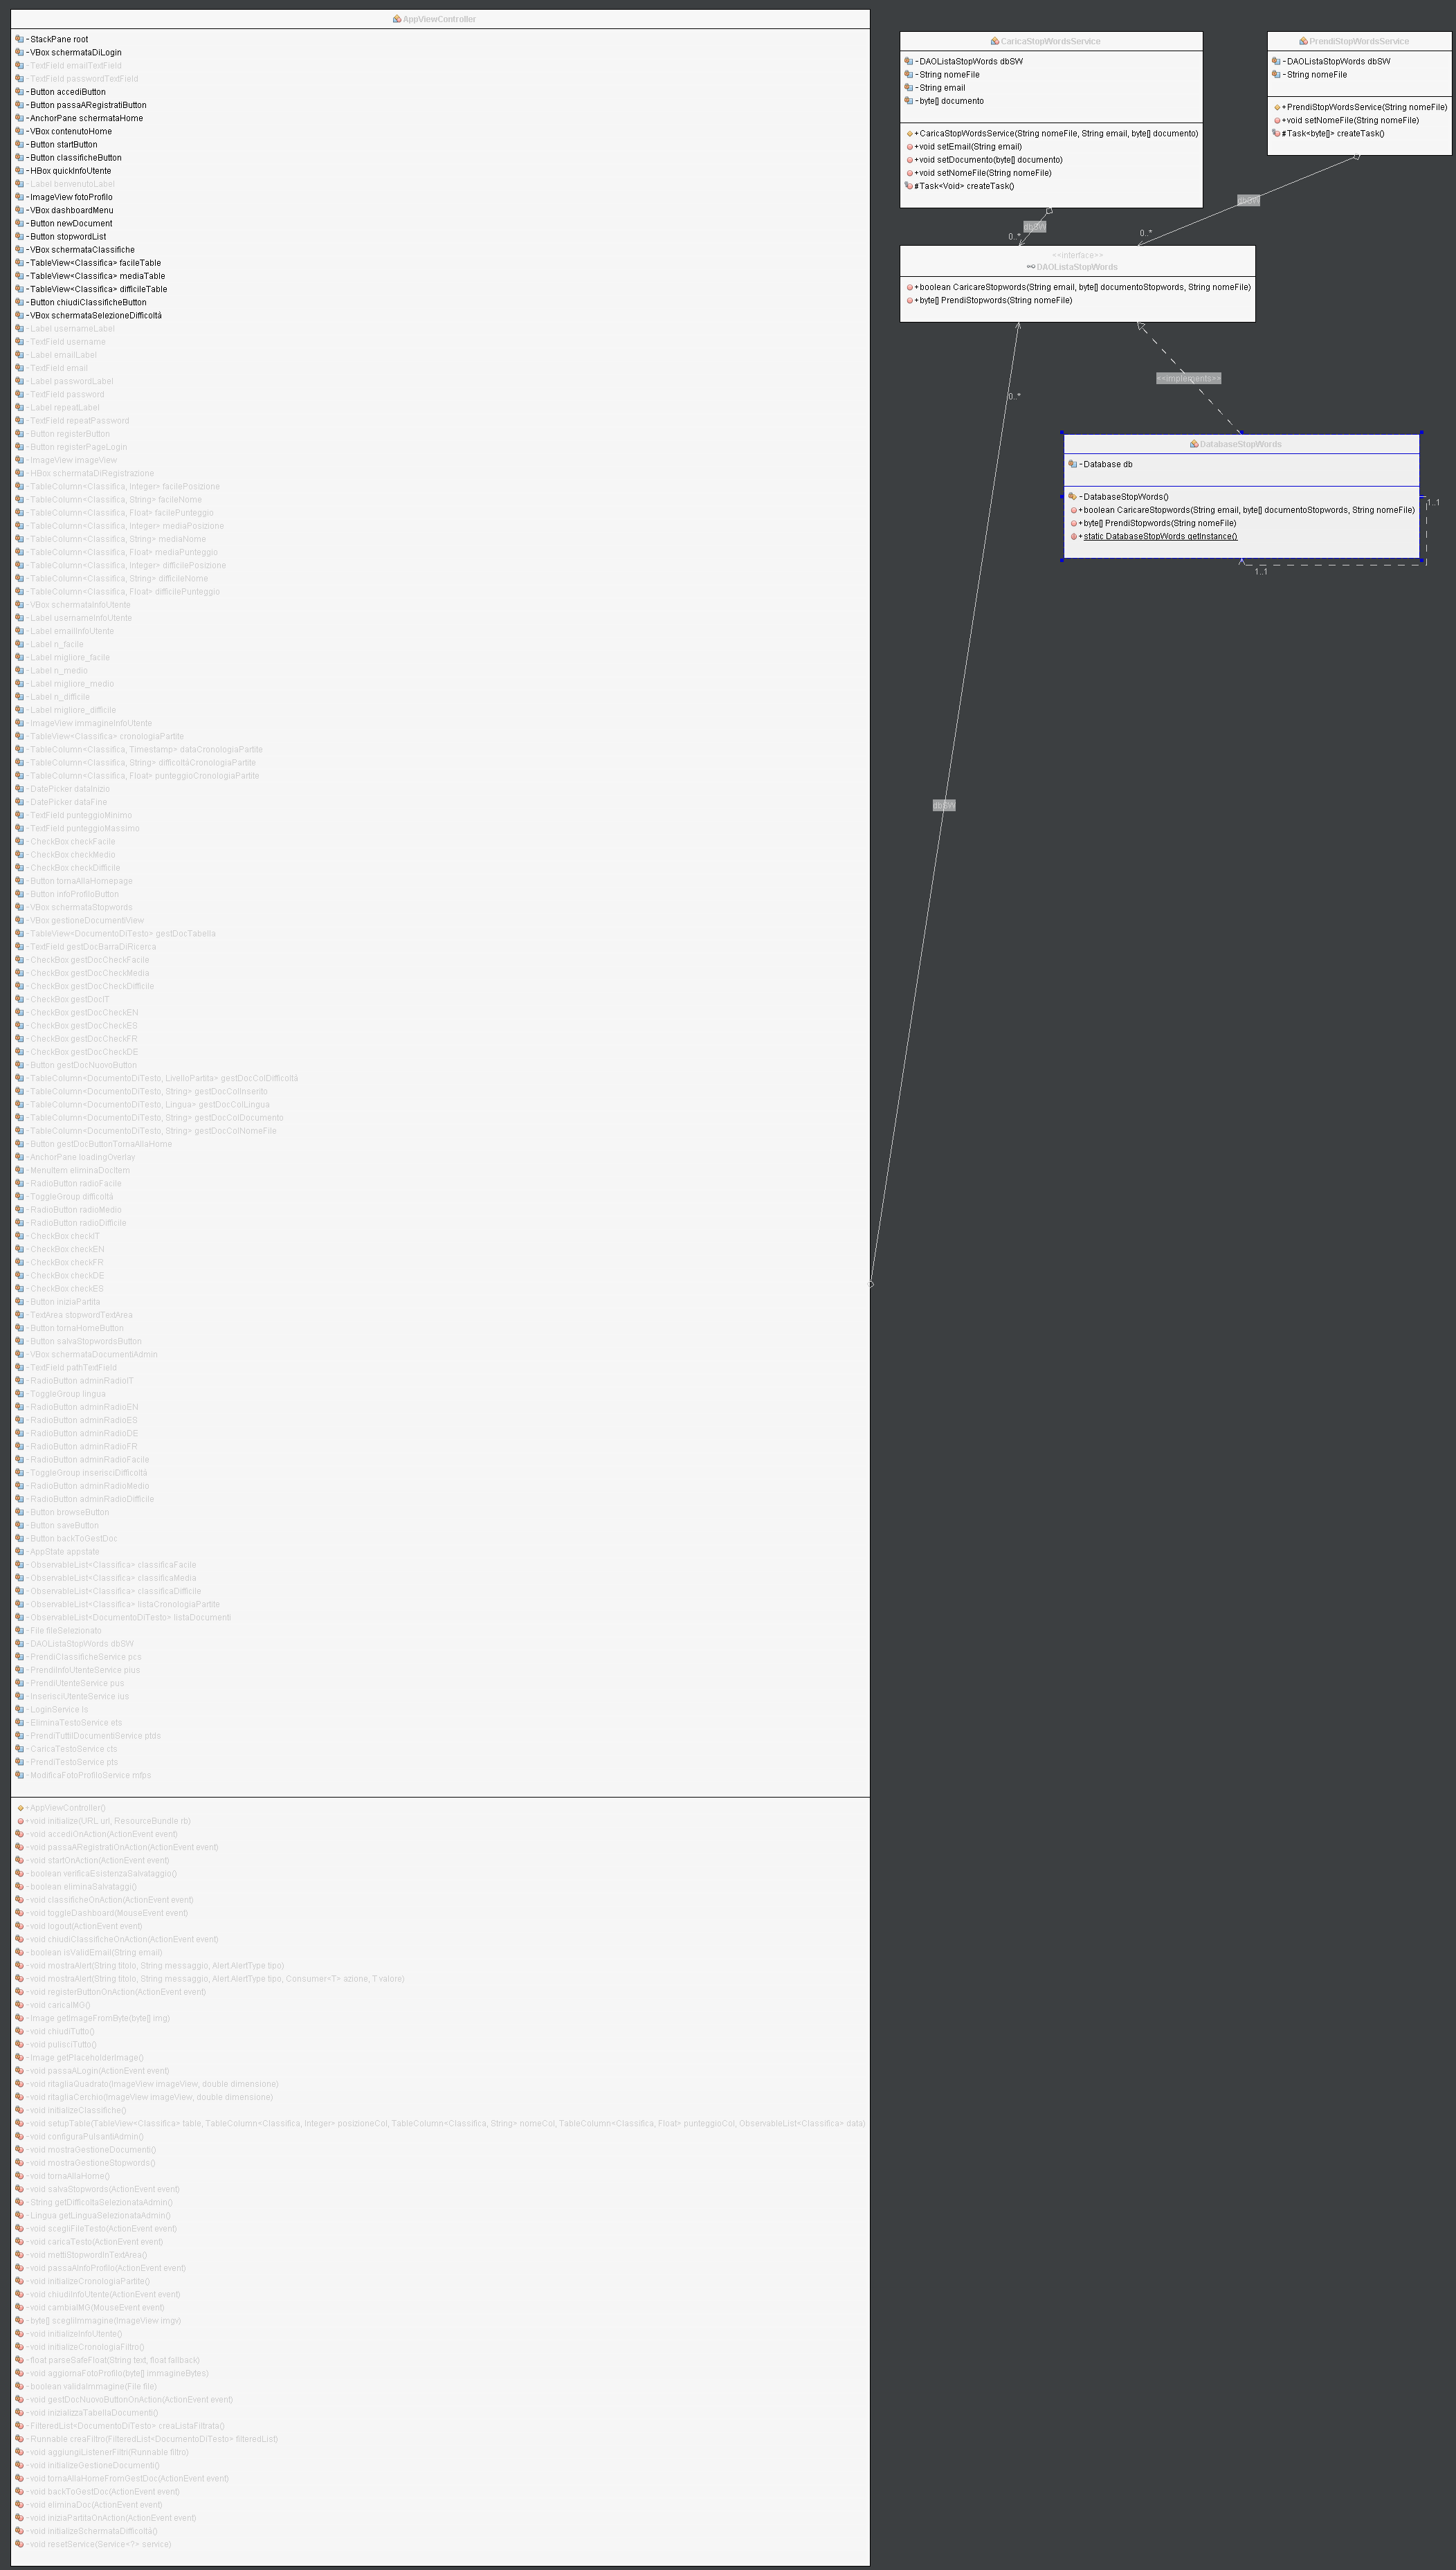 AppViewController
-StackPane root
-VBox schermataDiLogin
-TextField emailTextField
-TextField passwordTextField
-Button accediButton
-Button passaARegistratiButton
-AnchorPane schermataHome
-VBox contenutoHome
-Button startButton
-Button classificheButton
-HBox quickInfoUtente
-Label benvenutoLabel
-ImageView fotoProfilo
-VBox dashboardMenu
-Button newDocument
-Button stopwordList
-VBox schermataClassifiche
-TableView<Classifica> facileTable
-TableView<Classifica> mediaTable
-TableView<Classifica> difficileTable
-Button chiudiClassificheButton
-VBox schermataSelezioneDifficoltà
-Label usernameLabel
-TextField username
-Label emailLabel
-TextField email
-Label passwordLabel
-TextField password
-Label repeatLabel
-TextField repeatPassword
-Button registerButton
-Button registerPageLogin
-ImageView imageView
-HBox schermataDiRegistrazione
-TableColumn<Classifica, Integer> facilePosizione
-TableColumn<Classifica, String> facileNome
-TableColumn<Classifica, Float> facilePunteggio
-TableColumn<Classifica, Integer> mediaPosizione
-TableColumn<Classifica, String> mediaNome
-TableColumn<Classifica, Float> mediaPunteggio
-TableColumn<Classifica, Integer> difficilePosizione
-TableColumn<Classifica, String> difficileNome
-TableColumn<Classifica, Float> difficilePunteggio
-VBox schermataInfoUtente
-Label usernameInfoUtente
-Label emailInfoUtente
-Label n_facile
-Label migliore_facile
-Label n_medio
-Label migliore_medio
-Label n_difficile
-Label migliore_difficile
-ImageView immagineInfoUtente
-TableView<Classifica> cronologiaPartite
-TableColumn<Classifica, Timestamp> dataCronologiaPartite
-TableColumn<Classifica, String> difficoltàCronologiaPartite
-TableColumn<Classifica, Float> punteggioCronologiaPartite
-DatePicker dataInizio
-DatePicker dataFine
-TextField punteggioMinimo
-TextField punteggioMassimo
-CheckBox checkFacile
-CheckBox checkMedio
-CheckBox checkDifficile
-Button tornaAllaHomepage
-Button infoProfiloButton
-VBox schermataStopwords
-VBox gestioneDocumentiView
-TableView<DocumentoDiTesto> gestDocTabella
-TextField gestDocBarraDiRicerca
-CheckBox gestDocCheckFacile
-CheckBox gestDocCheckMedia
-CheckBox gestDocCheckDifficile
-CheckBox gestDocIT
-CheckBox gestDocCheckEN
-CheckBox gestDocCheckES
-CheckBox gestDocCheckFR
-CheckBox gestDocCheckDE
-Button gestDocNuovoButton
-TableColumn<DocumentoDiTesto, LivelloPartita> gestDocColDifficoltà
-TableColumn<DocumentoDiTesto, String> gestDocColInserito
-TableColumn<DocumentoDiTesto, Lingua> gestDocColLingua
-TableColumn<DocumentoDiTesto, String> gestDocColDocumento
-TableColumn<DocumentoDiTesto, String> gestDocColNomeFile
-Button gestDocButtonTornaAllaHome
-AnchorPane loadingOverlay
-MenuItem eliminaDocItem
-RadioButton radioFacile
-ToggleGroup difficoltà
-RadioButton radioMedio
-RadioButton radioDifficile
-CheckBox checkIT
-CheckBox checkEN
-CheckBox checkFR
-CheckBox checkDE
-CheckBox checkES
-Button iniziaPartita
-TextArea stopwordTextArea
-Button tornaHomeButton
-Button salvaStopwordsButton
-VBox schermataDocumentiAdmin
-TextField pathTextField
-RadioButton adminRadioIT
-ToggleGroup lingua
-RadioButton adminRadioEN
-RadioButton adminRadioES
-RadioButton adminRadioDE
-RadioButton adminRadioFR
-RadioButton adminRadioFacile
-ToggleGroup inserisciDifficoltà
-RadioButton adminRadioMedio
-RadioButton adminRadioDifficile
-Button browseButton
-Button saveButton
-Button backToGestDoc
-AppState appstate
-ObservableList<Classifica> classificaFacile
-ObservableList<Classifica> classificaMedia
-ObservableList<Classifica> classificaDifficile
-ObservableList<Classifica> listaCronologiaPartite
-ObservableList<DocumentoDiTesto> listaDocumenti
-File fileSelezionato
-DAOListaStopWords dbSW
-PrendiClassificheService pcs
-PrendiInfoUtenteService pius
-PrendiUtenteService pus
-InserisciUtenteService ius
-LoginService ls
-EliminaTestoService ets
-PrendiTuttiIDocumentiService ptds
-CaricaTestoService cts
-PrendiTestoService pts
-ModificaFotoProfiloService mfps
+AppViewController()
+void initialize(URL url, ResourceBundle rb)
-void accediOnAction(ActionEvent event)
-void passaARegistratiOnAction(ActionEvent event)
-void startOnAction(ActionEvent event)
-boolean verificaEsistenzaSalvataggio()
-boolean eliminaSalvataggi()
-void classificheOnAction(ActionEvent event)
-void toggleDashboard(MouseEvent event)
-void logout(ActionEvent event)
-void chiudiClassificheOnAction(ActionEvent event)
-boolean isValidEmail(String email)
-void mostraAlert(String titolo, String messaggio, Alert.AlertType tipo)
-void mostraAlert(String titolo, String messaggio, Alert.AlertType tipo, Consumer<T> azione, T valore)
-void registerButtonOnAction(ActionEvent event)
-void caricaIMG()
-Image getImageFromByte(byte[] img)
-void chiudiTutto()
-void pulisciTutto()
-Image getPlaceholderImage()
-void passaALogin(ActionEvent event)
-void ritagliaQuadrato(ImageView imageView, double dimensione)
-void ritagliaCerchio(ImageView imageView, double dimensione)
-void initializeClassifiche()
-void setupTable(TableView<Classifica> table, TableColumn<Classifica, Integer> posizioneCol, TableColumn<Classifica, String> nomeCol, TableColumn<Classifica, Float> punteggioCol, ObservableList<Classifica> data)
-void configuraPulsantiAdmin()
-void mostraGestioneDocumenti()
-void mostraGestioneStopwords()
-void tornaAllaHome()
-void salvaStopwords(ActionEvent event)
-String getDifficoltaSelezionataAdmin()
-Lingua getLinguaSelezionataAdmin()
-void scegliFileTesto(ActionEvent event)
-void caricaTesto(ActionEvent event)
-void mettiStopwordInTextArea()
-void passaAInfoProfilo(ActionEvent event)
-void initializeCronologiaPartite()
-void chiudiInfoUtente(ActionEvent event)
-void cambiaIMG(MouseEvent event)
-byte[] scegliImmagine(ImageView imgv)
-void initializeInfoUtente()
-void initializeCronologiaFiltro()
-float parseSafeFloat(String text, float fallback)
-void aggiornaFotoProfilo(byte[] immagineBytes)
-boolean validaImmagine(File file)
-void gestDocNuovoButtonOnAction(ActionEvent event)
-void inizializzaTabellaDocumenti()
-FilteredList<DocumentoDiTesto> creaListaFiltrata()
-Runnable creaFiltro(FilteredList<DocumentoDiTesto> filteredList)
-void aggiungiListenerFiltri(Runnable filtro)
-void initializeGestioneDocumenti()
-void tornaAllaHomeFromGestDoc(ActionEvent event)
-void backToGestDoc(ActionEvent event)
-void eliminaDoc(ActionEvent event)
-void iniziaPartitaOnAction(ActionEvent event)
-void initializeSchermataDifficoltà()
-void resetService(Service<?> service)
CaricaStopWordsService
-DAOListaStopWords dbSW
-String nomeFile
-String email
-byte[] documento
+CaricaStopWordsService(String nomeFile, String email, byte[] documento)
+void setEmail(String email)
+void setDocumento(byte[] documento)
+void setNomeFile(String nomeFile)
#Task<Void> createTask()
PrendiStopWordsService
-DAOListaStopWords dbSW
-String nomeFile
+PrendiStopWordsService(String nomeFile)
+void setNomeFile(String nomeFile)
#Task<byte[]> createTask()
dbSW
dbSW
0..*
0..*
<<Interface>>
DAOListaStopWords
+boolean CaricareStopwords(String email, byte[] documentoStopwords, String nomeFile)
+byte[] PrendiStopwords(String nomeFile)
<<implements>>
0..*
DatabaseStopWords
-Database db
-DatabaseStopWords()
+boolean CaricareStopwords(String email, byte[] documentoStopwords, String nomeFile)
+byte[] PrendiStopwords(String nomeFile)
+static DatabaseStopWords getInstance()
1..1
1..1
dbSW